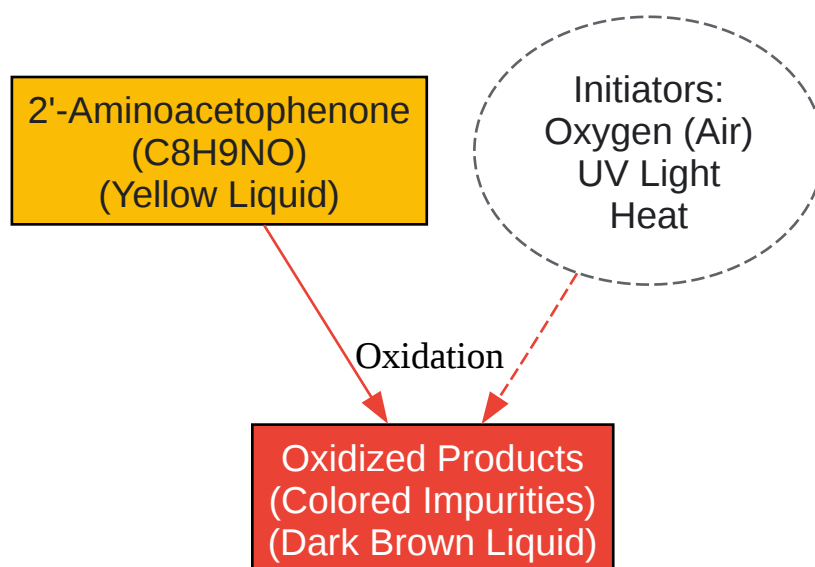 2'-Aminoacetophenone
(C8H9NO)
(Yellow Liquid)
Initiators:
Oxygen (Air)
UV Light
Heat
Oxidation
Oxidized Products
(Colored Impurities)
(Dark Brown Liquid)